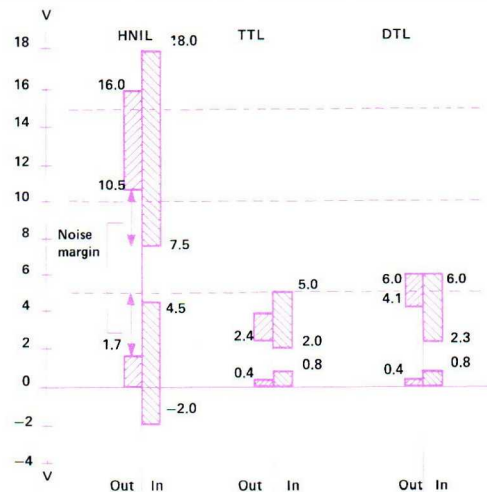 V
HNIL TTL DTL
18 18.0
16 16.0
14
12
10.5
10
8 Noise
margin 7.5
6 6.0 6.0
5.0
4 4.5 4.1
2 1.7 2.4 2.0 2.3
0.4 0.8 0.4 0.8
0
−2 −2.0
−4
V Out In Out In Out In